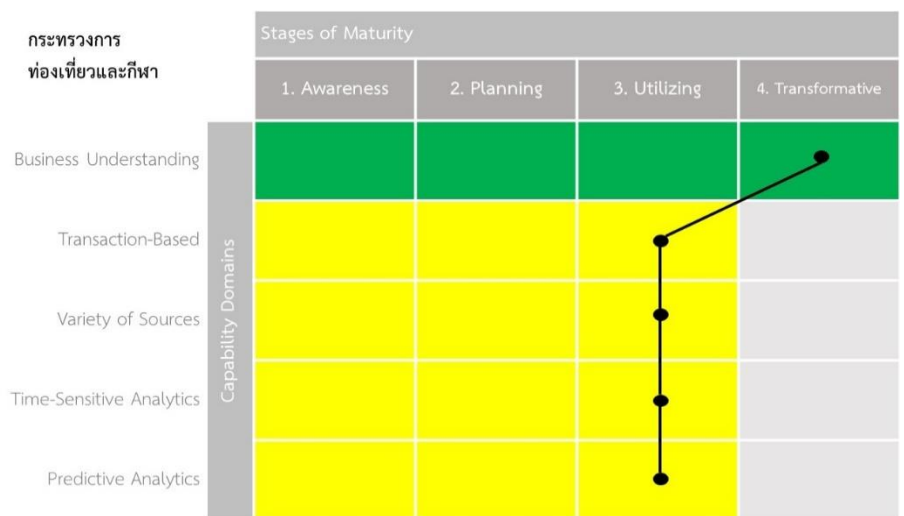 กระทรวงการ
ท่องเที่ยวและกีฬา
Stages of Maturity
1. Awareness
2. Planning
3. Utilizing
4. Transformative
Capability Domains
Business Understanding
Transaction-Based
Variety of Sources
Time-Sensitive Analytics
Predictive Analytics